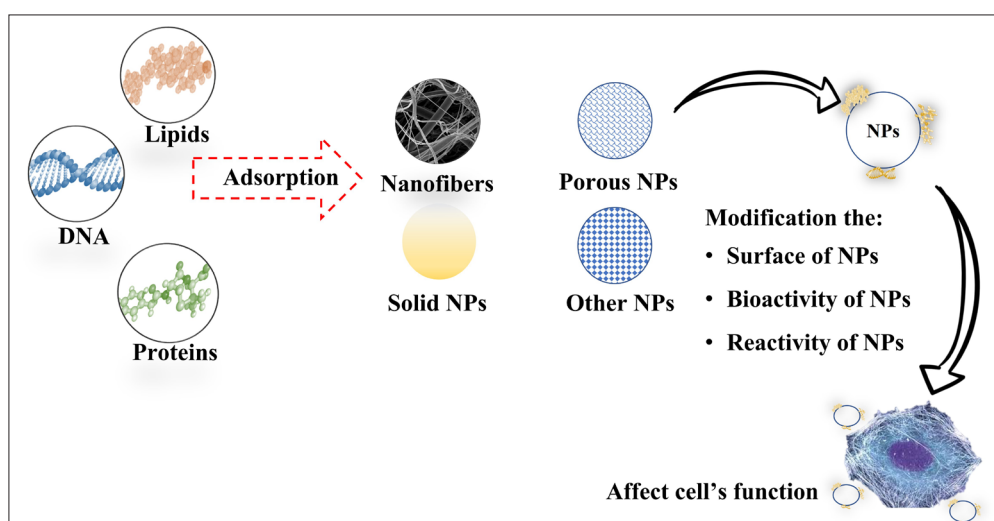 Lipids
DNA
Proteins
Adsorption
Nanofibers
Solid NPs
Porous NPs
Other NPs
NPs
Modification the:
• Surface of NPs
• Bioactivity of NPs
• Reactivity of NPs
Affect cell's function